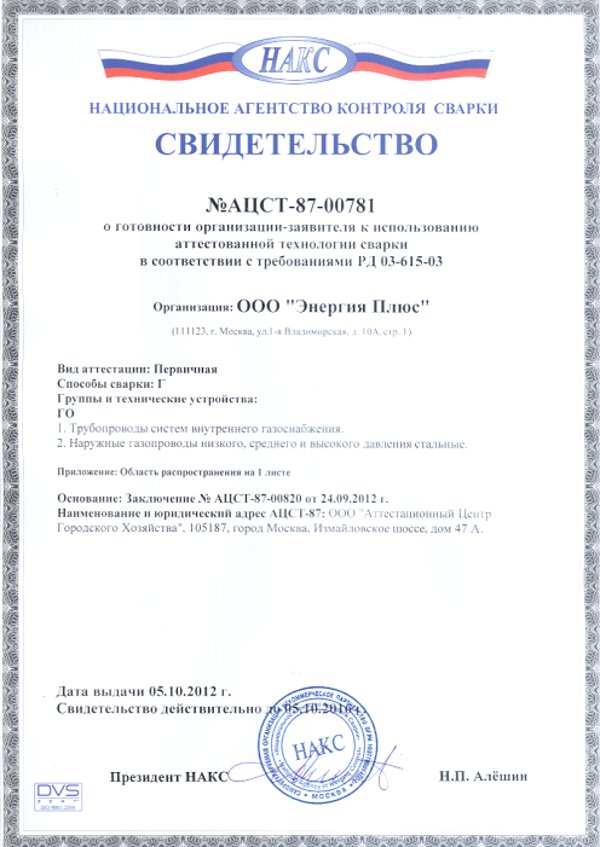 НАКС
НАЦИОНАЛЬНОЕ АГЕНТСТВО КОНТРОЛЯ СВАРКИ
СВИДЕТЕЛЬСТВО
№АЦСТ-87-00781
о готовности организации-заявителя к использованию
аттестованной технологии сварки
в соответствии с требованиями РД 03-615-03
Организация: ООО "Энергия Плюс"
(111123, г. Москва, ул.1-я Владимирская, д. 10А, стр. 1)
Вид аттестации: Первичная
Способы сварки: Г
Группы и технические устройства:
ГО
1. Трубопроводы систем внутреннего газоснабжения.
2. Наружные газопроводы низкого, среднего и высокого давления стальные.
Приложение: Область распространения на 1 листе
Основание: Заключение № АЦСТ-87-00820 от 24.09.2012 г.
Наименование и юридический адрес АЦСТ-87: ООО "Аттестационный Центр
Городского Хозяйства", 105187, город Москва, Измайловское шоссе, дом 47 А.
Дата выдачи 05.10.2012 г.
Свидетельство действительно до 05.10.2016 г.
НАКС
МОСКВА
Президент НАКС
Н.П. Алёшин
DVS
ZERT
ISO 9001:2008